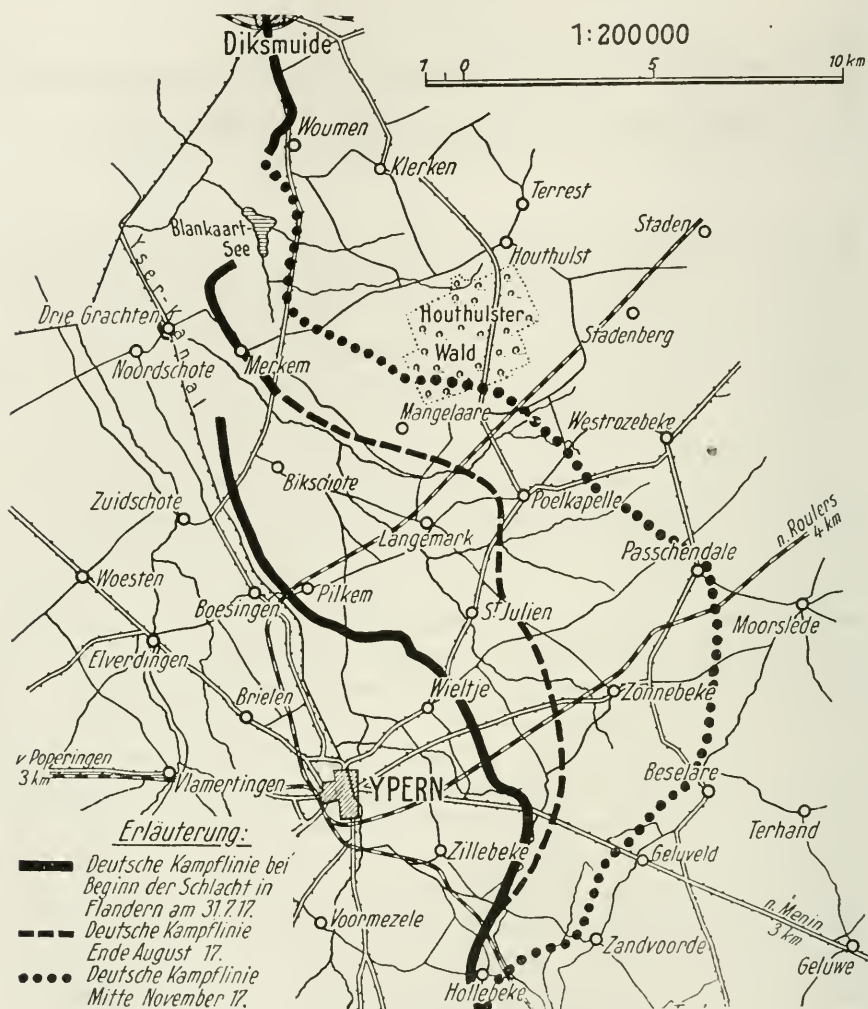 1:200000
1 0 5 10 km
Diksmuide
Woumen
Klerken
Terrest
Blankaart-
See
Staden
Houthulst
Yser-Kanal
Drie Grachten
Houthulster
Wald
Stadenberg
Noordschote
Merkem
Mangelaare
Westrozebeke
Bikschote
Zuidschote
Poelkapelle
Langemark
n. Roulers
4 km
Passchendale
Woesten
Boesingen
Pilkem
St Julien
Moorslede
Elverdingen
Brielen
Wieltje
Zonnebeke
v Poperingen
3 km
Vlamertingen
YPERN
Beselare
Terhand
Zillebeke
Geluveld
Voormezele
n. Menin
3 km
Zandvoorde
Geluwe
Hollebeke
Erläuterung:
Deutsche Kampflinie bei
Beginn der Schlacht in
Flandern am 31.7.17.
Deutsche Kampflinie
Ende August 17.
Deutsche Kampflinie
Mitte November 17.